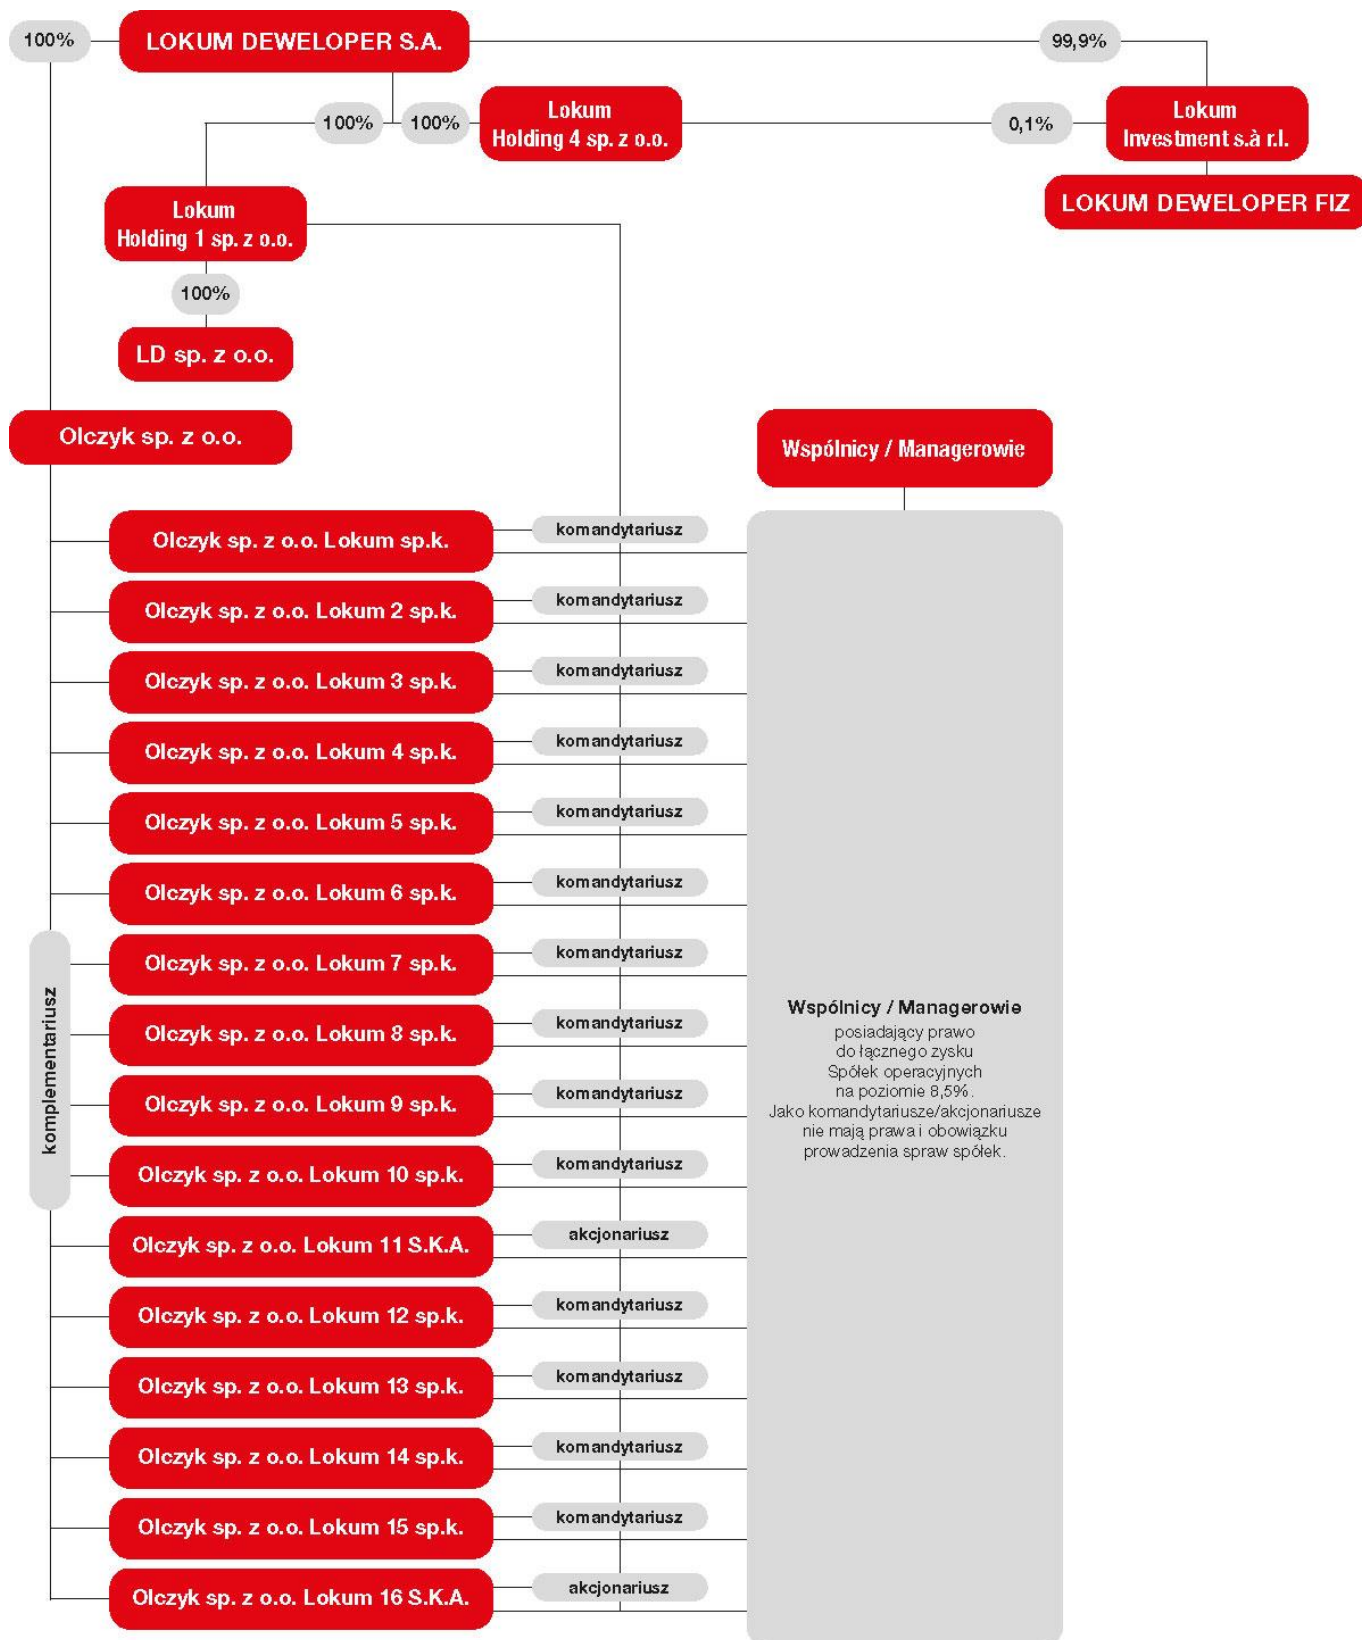 100%
LOKUM DEWELOPER S.A.
99,9%
100%
100%
Lokum
Holding 4 sp. z o.o.
0,1%
Lokum
Investment s.à r.l.
LOKUM DEWELOPER FIZ
Lokum
Holding 1 sp. z o.o.
100%
LD sp. z o.o.
Olczyk sp. z o.o.
Wspólnicy / Managerowie
Olczyk sp. z o.o. Lokum sp.k.
komandytariusz
Olczyk sp. z o.o. Lokum 2 sp.k.
komandytariusz
Olczyk sp. z o.o. Lokum 3 sp.k.
komandytariusz
Olczyk sp. z o.o. Lokum 4 sp.k.
komandytariusz
Olczyk sp. z o.o. Lokum 5 sp.k.
komandytariusz
Olczyk sp. z o.o. Lokum 6 sp.k.
komandytariusz
Olczyk sp. z o.o. Lokum 7 sp.k.
komandytariusz
Olczyk sp. z o.o. Lokum 8 sp.k.
komandytariusz
Olczyk sp. z o.o. Lokum 9 sp.k.
komandytariusz
Olczyk sp. z o.o. Lokum 10 sp.k.
komandytariusz
Olczyk sp. z o.o. Lokum 11 S.K.A.
akcjonariusz
Olczyk sp. z o.o. Lokum 12 sp.k.
komandytariusz
Olczyk sp. z o.o. Lokum 13 sp.k.
komandytariusz
Olczyk sp. z o.o. Lokum 14 sp.k.
komandytariusz
Olczyk sp. z o.o. Lokum 15 sp.k.
komandytariusz
Olczyk sp. z o.o. Lokum 16 S.K.A.
akcjonariusz
komplementariusz
Wspólnicy / Managerowie
posiadający prawo
do łącznego zysku
Spółek operacyjnych
na poziomie 8,5%.
Jako komandytariusze/akcjonariusze
nie mają prawa i obowiązku
prowadzenia spraw spółek.